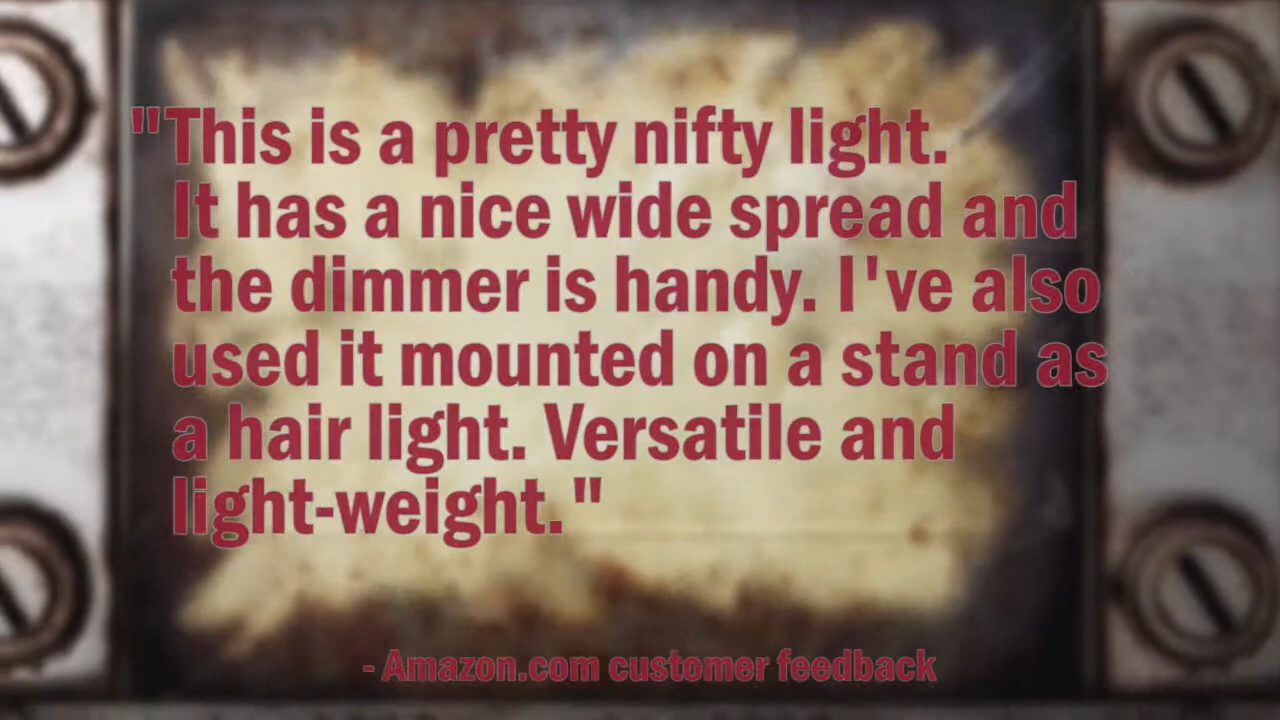 "This is a pretty nifty light.
It has a nice wide spread and
the dimmer is handy. I've also
used it mounted on a stand as
a hair light. Versatile and
light-weight."
- Amazon.com customer feedback